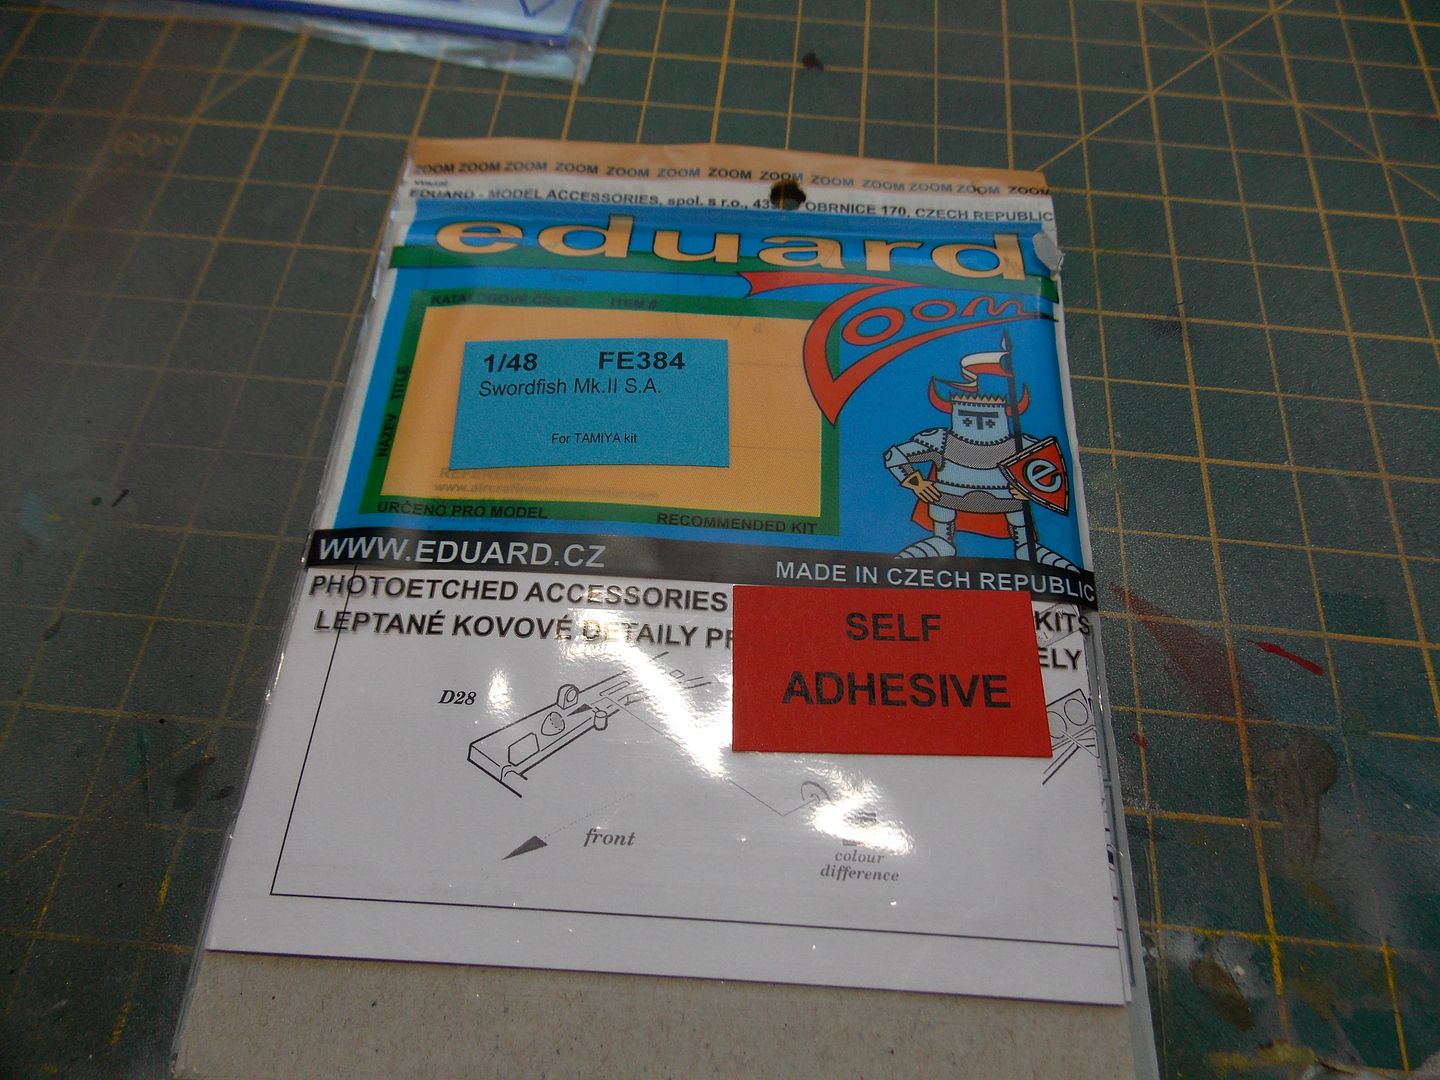 ZOOM ZOOM ZOOM ZOOM ZOOM ZOOM ZOOM ZOOM ZOOM ZOOM ZOOM ZOOM
EDUARD - MODEL ACCESSORIES, spol. s r.o., OBRNICE 170, CZECH REPUBLIC
eduard
Zoom
KATALOGOVÉ ČÍSLO ITEM #
1/48 FE384
Swordfish Mk.II S.A.
For TAMIYA kit
NÁZEV TITLE
e
URČENO PRO MODEL RECOMMENDED KIT
WWW.EDUARD.CZ MADE IN CZECH REPUBLIC
PHOTOETCHED ACCESSORIES KITS
LEPTANÉ KOVOVÉ DETAILY
SELF
ADHESIVE
D28
front
colour
difference